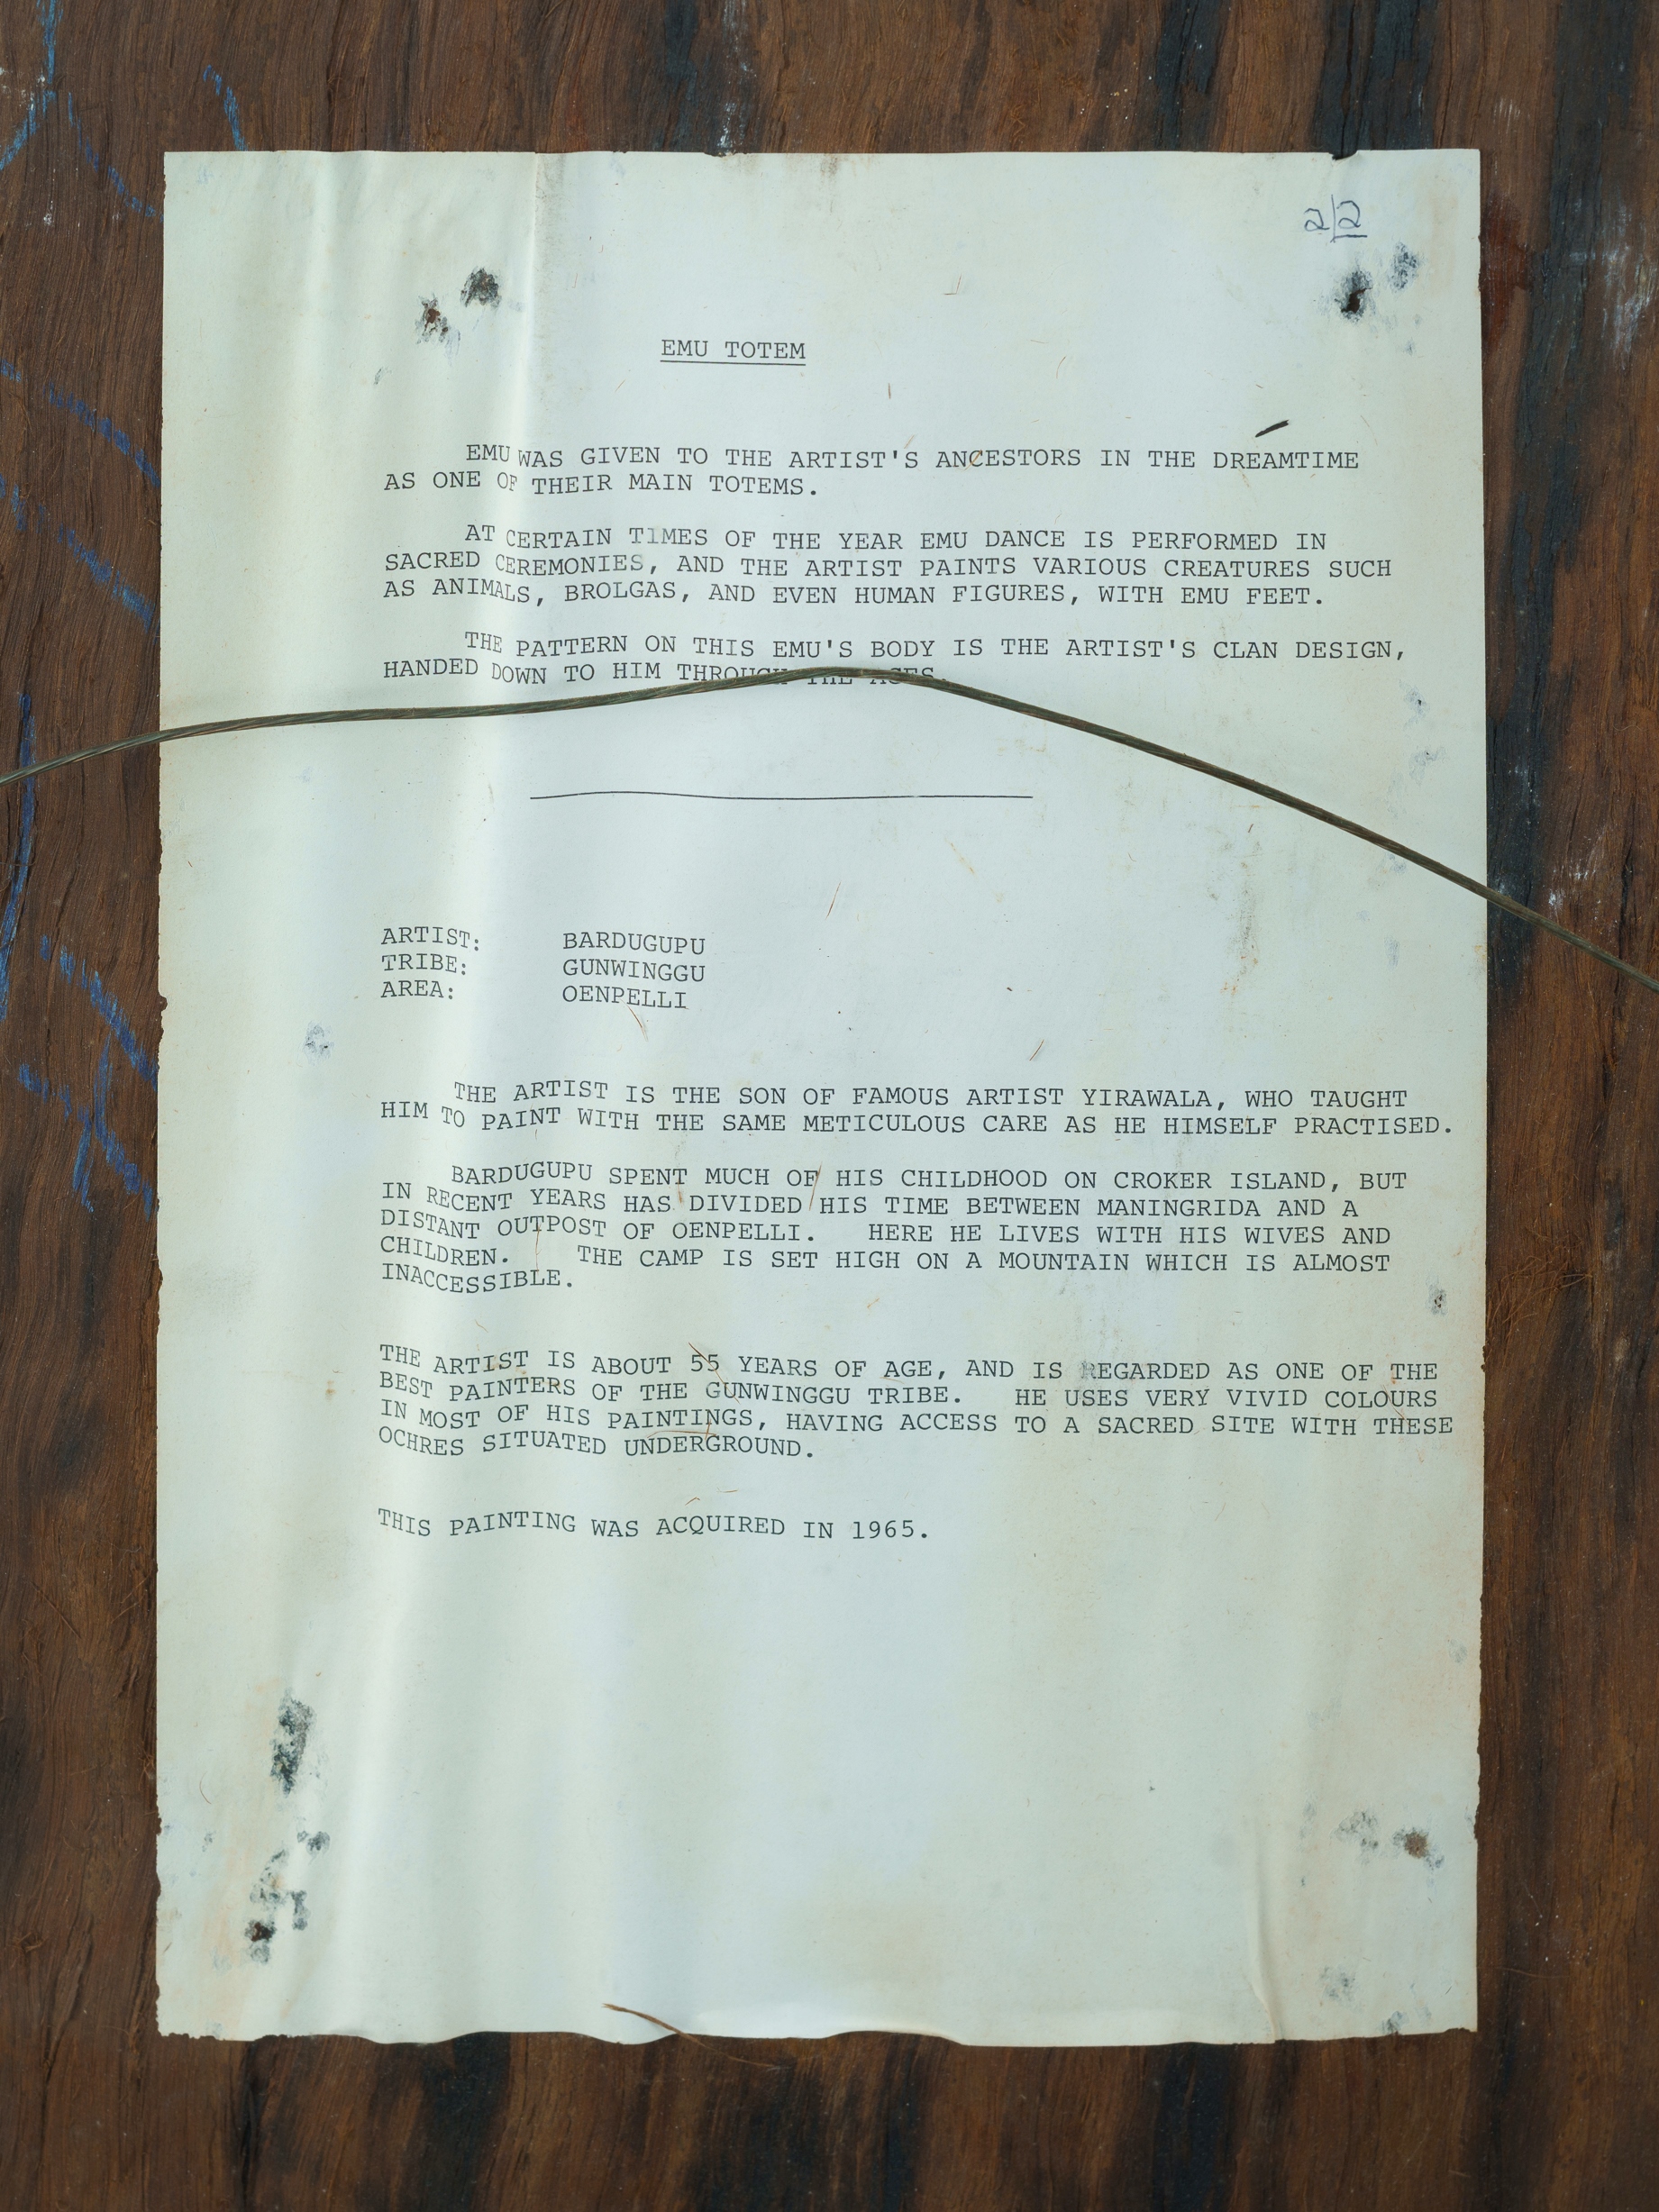 2/2
EMU TOTEM
EMU WAS GIVEN TO THE ARTIST'S ANCESTORS IN THE DREAMTIME
AS ONE OF THEIR MAIN TOTEMS.
AT CERTAIN TIMES OF THE YEAR EMU DANCE IS PERFORMED IN
SACRED CEREMONIES, AND THE ARTIST PAINTS VARIOUS CREATURES SUCH
AS ANIMALS, BROLGAS, AND EVEN HUMAN FIGURES, WITH EMU FEET.
THE PATTERN ON THIS EMU'S BODY IS THE ARTIST'S CLAN DESIGN,
HANDED DOWN TO HIM THROUGH THE AGES.
ARTIST: BARDUGUPU
TRIBE: GUNWINGGU
AREA: OENPELLI
THE ARTIST IS THE SON OF FAMOUS ARTIST YIRAWALA, WHO TAUGHT
HIM TO PAINT WITH THE SAME METICULOUS CARE AS HE HIMSELF PRACTISED.
BARDUGUPU SPENT MUCH OF HIS CHILDHOOD ON CROKER ISLAND, BUT
IN RECENT YEARS HAS DIVIDED HIS TIME BETWEEN MANINGRIDA AND A
DISTANT OUTPOST OF OENPELLI. HERE HE LIVES WITH HIS WIVES AND
CHILDREN. THE CAMP IS SET HIGH ON A MOUNTAIN WHICH IS ALMOST
INACCESSIBLE.
THE ARTIST IS ABOUT 55 YEARS OF AGE, AND IS REGARDED AS ONE OF THE
BEST PAINTERS OF THE GUNWINGGU TRIBE. HE USES VERY VIVID COLOURS
IN MOST OF HIS PAINTINGS, HAVING ACCESS TO A SACRED SITE WITH THESE
OCHRES SITUATED UNDERGROUND.
THIS PAINTING WAS ACQUIRED IN 1965.